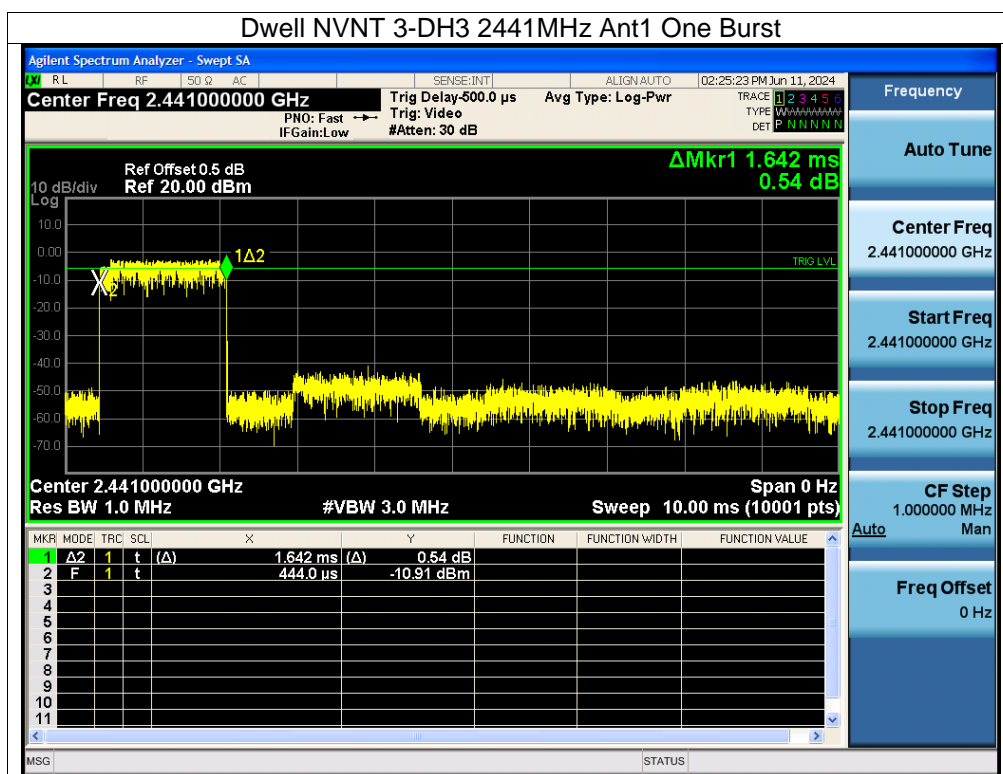 Dwell NVNT 3-DH3 2441MHz Ant1 One Burst
Agilent Spectrum Analyzer - Swept SA
LXI RL RF 50 Ω AC SENSE:INT ALIGN AUTO 02:25:23 PM Jun 11, 2024
Center Freq 2.441000000 GHz
PNO: Fast
IFGain:Low
Trig Delay-500.0 µs
Trig: Video
#Atten: 30 dB
Avg Type: Log-Pwr
TRACE 1 2 3 4 5 6
TYPE WWWWWW
DET P N N N N N
Frequency
Auto Tune
Center Freq
2.441000000 GHz
Start Freq
2.441000000 GHz
Stop Freq
2.441000000 GHz
CF Step
1.000000 MHz
Auto Man
Freq Offset
0 Hz
ΔMkr1 1.642 ms
0.54 dB
Ref Offset 0.5 dB
10 dB/div Ref 20.00 dBm
Log
10.0
0.00
-10.0
-20.0
-30.0
-40.0
-50.0
-60.0
-70.0
1Δ2
2
TRIG LVL
Center 2.441000000 GHz Span 0 Hz
Res BW 1.0 MHz #VBW 3.0 MHz Sweep 10.00 ms (10001 pts)
MKR MODE TRC SCL X Y FUNCTION FUNCTION WIDTH FUNCTION VALUE
1 Δ2 1 t (Δ) 1.642 ms (Δ) 0.54 dB
2 F 1 t 444.0 µs -10.91 dBm
3
4
5
6
7
8
9
10
11
MSG STATUS